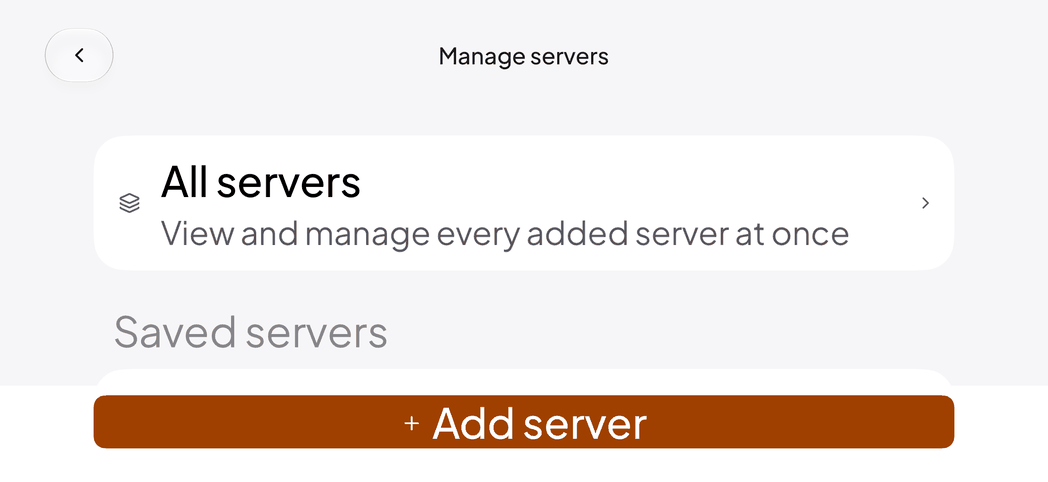 Manage servers
All servers
View and manage every added server at once
Saved servers
+ Add server